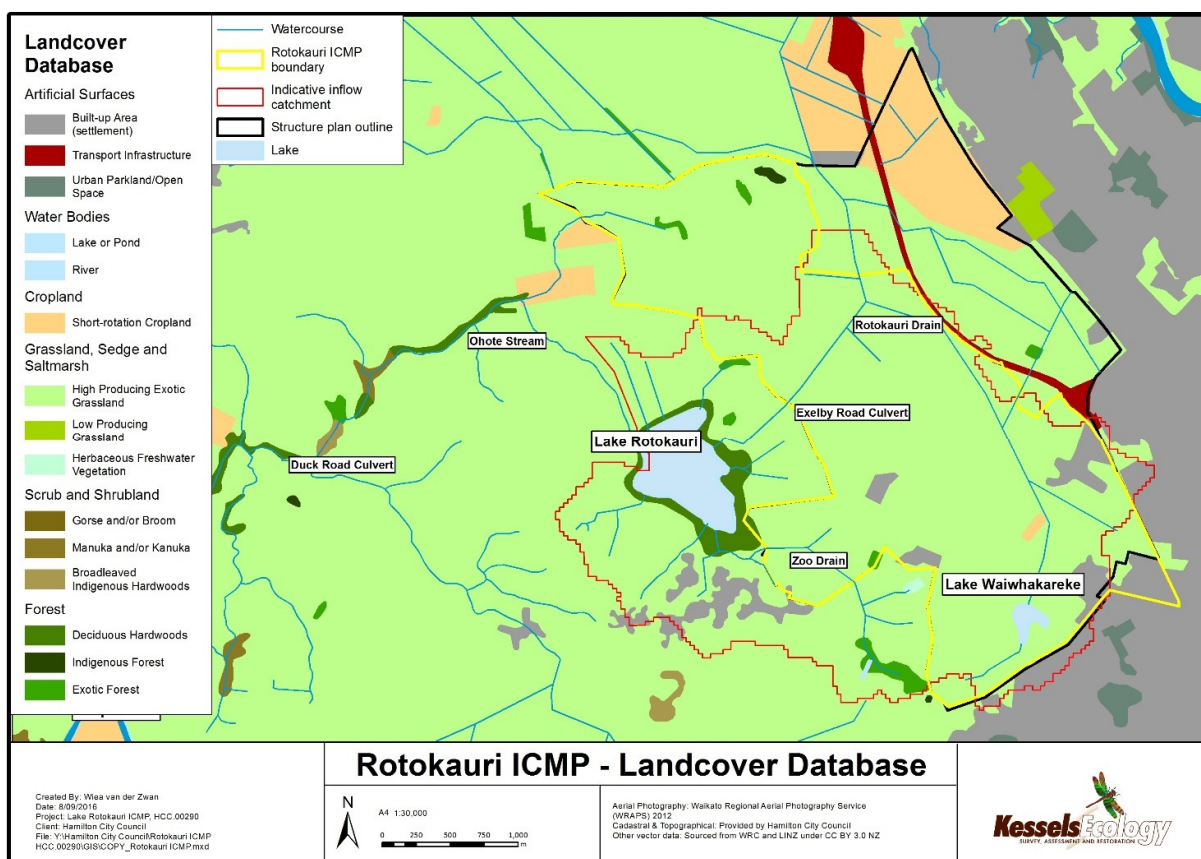 Landcover
Database
Artificial Surfaces
Built-up Area
(settlement)
Transport Infrastructure
Urban Parkland/Open
Space
Water Bodies
Lake or Pond
River
Cropland
Short-rotation Cropland
Grassland, Sedge and
Saltmarsh
High Producing Exotic
Grassland
Low Producing
Grassland
Herbaceous Freshwater
Vegetation
Scrub and Shrubland
Gorse and/or Broom
Manuka and/or Kanuka
Broadleaved
Indigenous Hardwoods
Forest
Deciduous Hardwoods
Indigenous Forest
Exotic Forest
Watercourse
Rotokauri ICMP
boundary
Indicative inflow
catchment
Structure plan outline
Lake
Rotokauri Drain
Ohote Stream
Exelby Road Culvert
Lake Rotokauri
Duck Road Culvert
Zoo Drain
Lake Waiwhakareke
Rotokauri ICMP - Landcover Database
Created By: Wiea van der Zwan
Date: 8/09/2016
Project: Lake Rotokauri ICMP, HCC.00290
Client: Hamilton City Council
File: Y:\Hamilton City Council\Rotokauri ICMP
HCC.00290\GIS\COPY_Rotokauri ICMP.mxd
N
A4 1:30,000
0 250 500 750 1,000
m
Aerial Photography: Waikato Regional Aerial Photography Service
(WRAPS) 2012
Cadastral & Topographical: Provided by Hamilton City Council
Other vector data: Sourced from WRC and LINZ under CC BY 3.0 NZ
KesselsEcology
SURVEY, ASSESSMENT AND RESTORATION